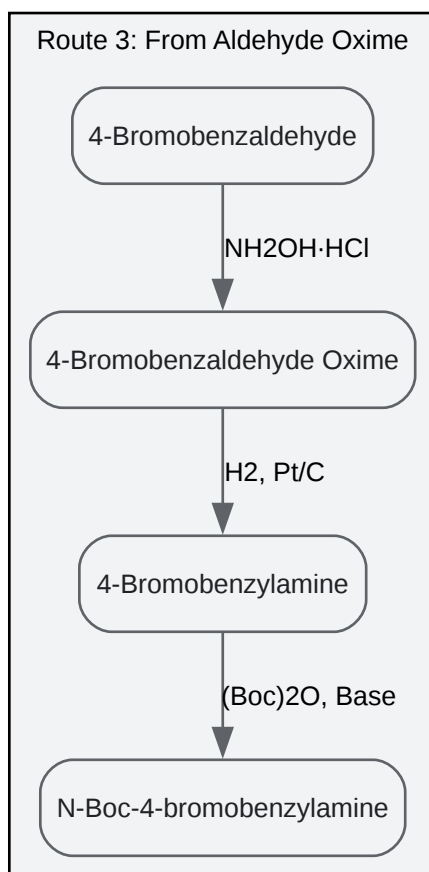 Route 3: From Aldehyde Oxime
4-Bromobenzaldehyde
NH2OH·HCl
4-Bromobenzaldehyde Oxime
H2, Pt/C
4-Bromobenzylamine
(Boc)2O, Base
N-Boc-4-bromobenzylamine